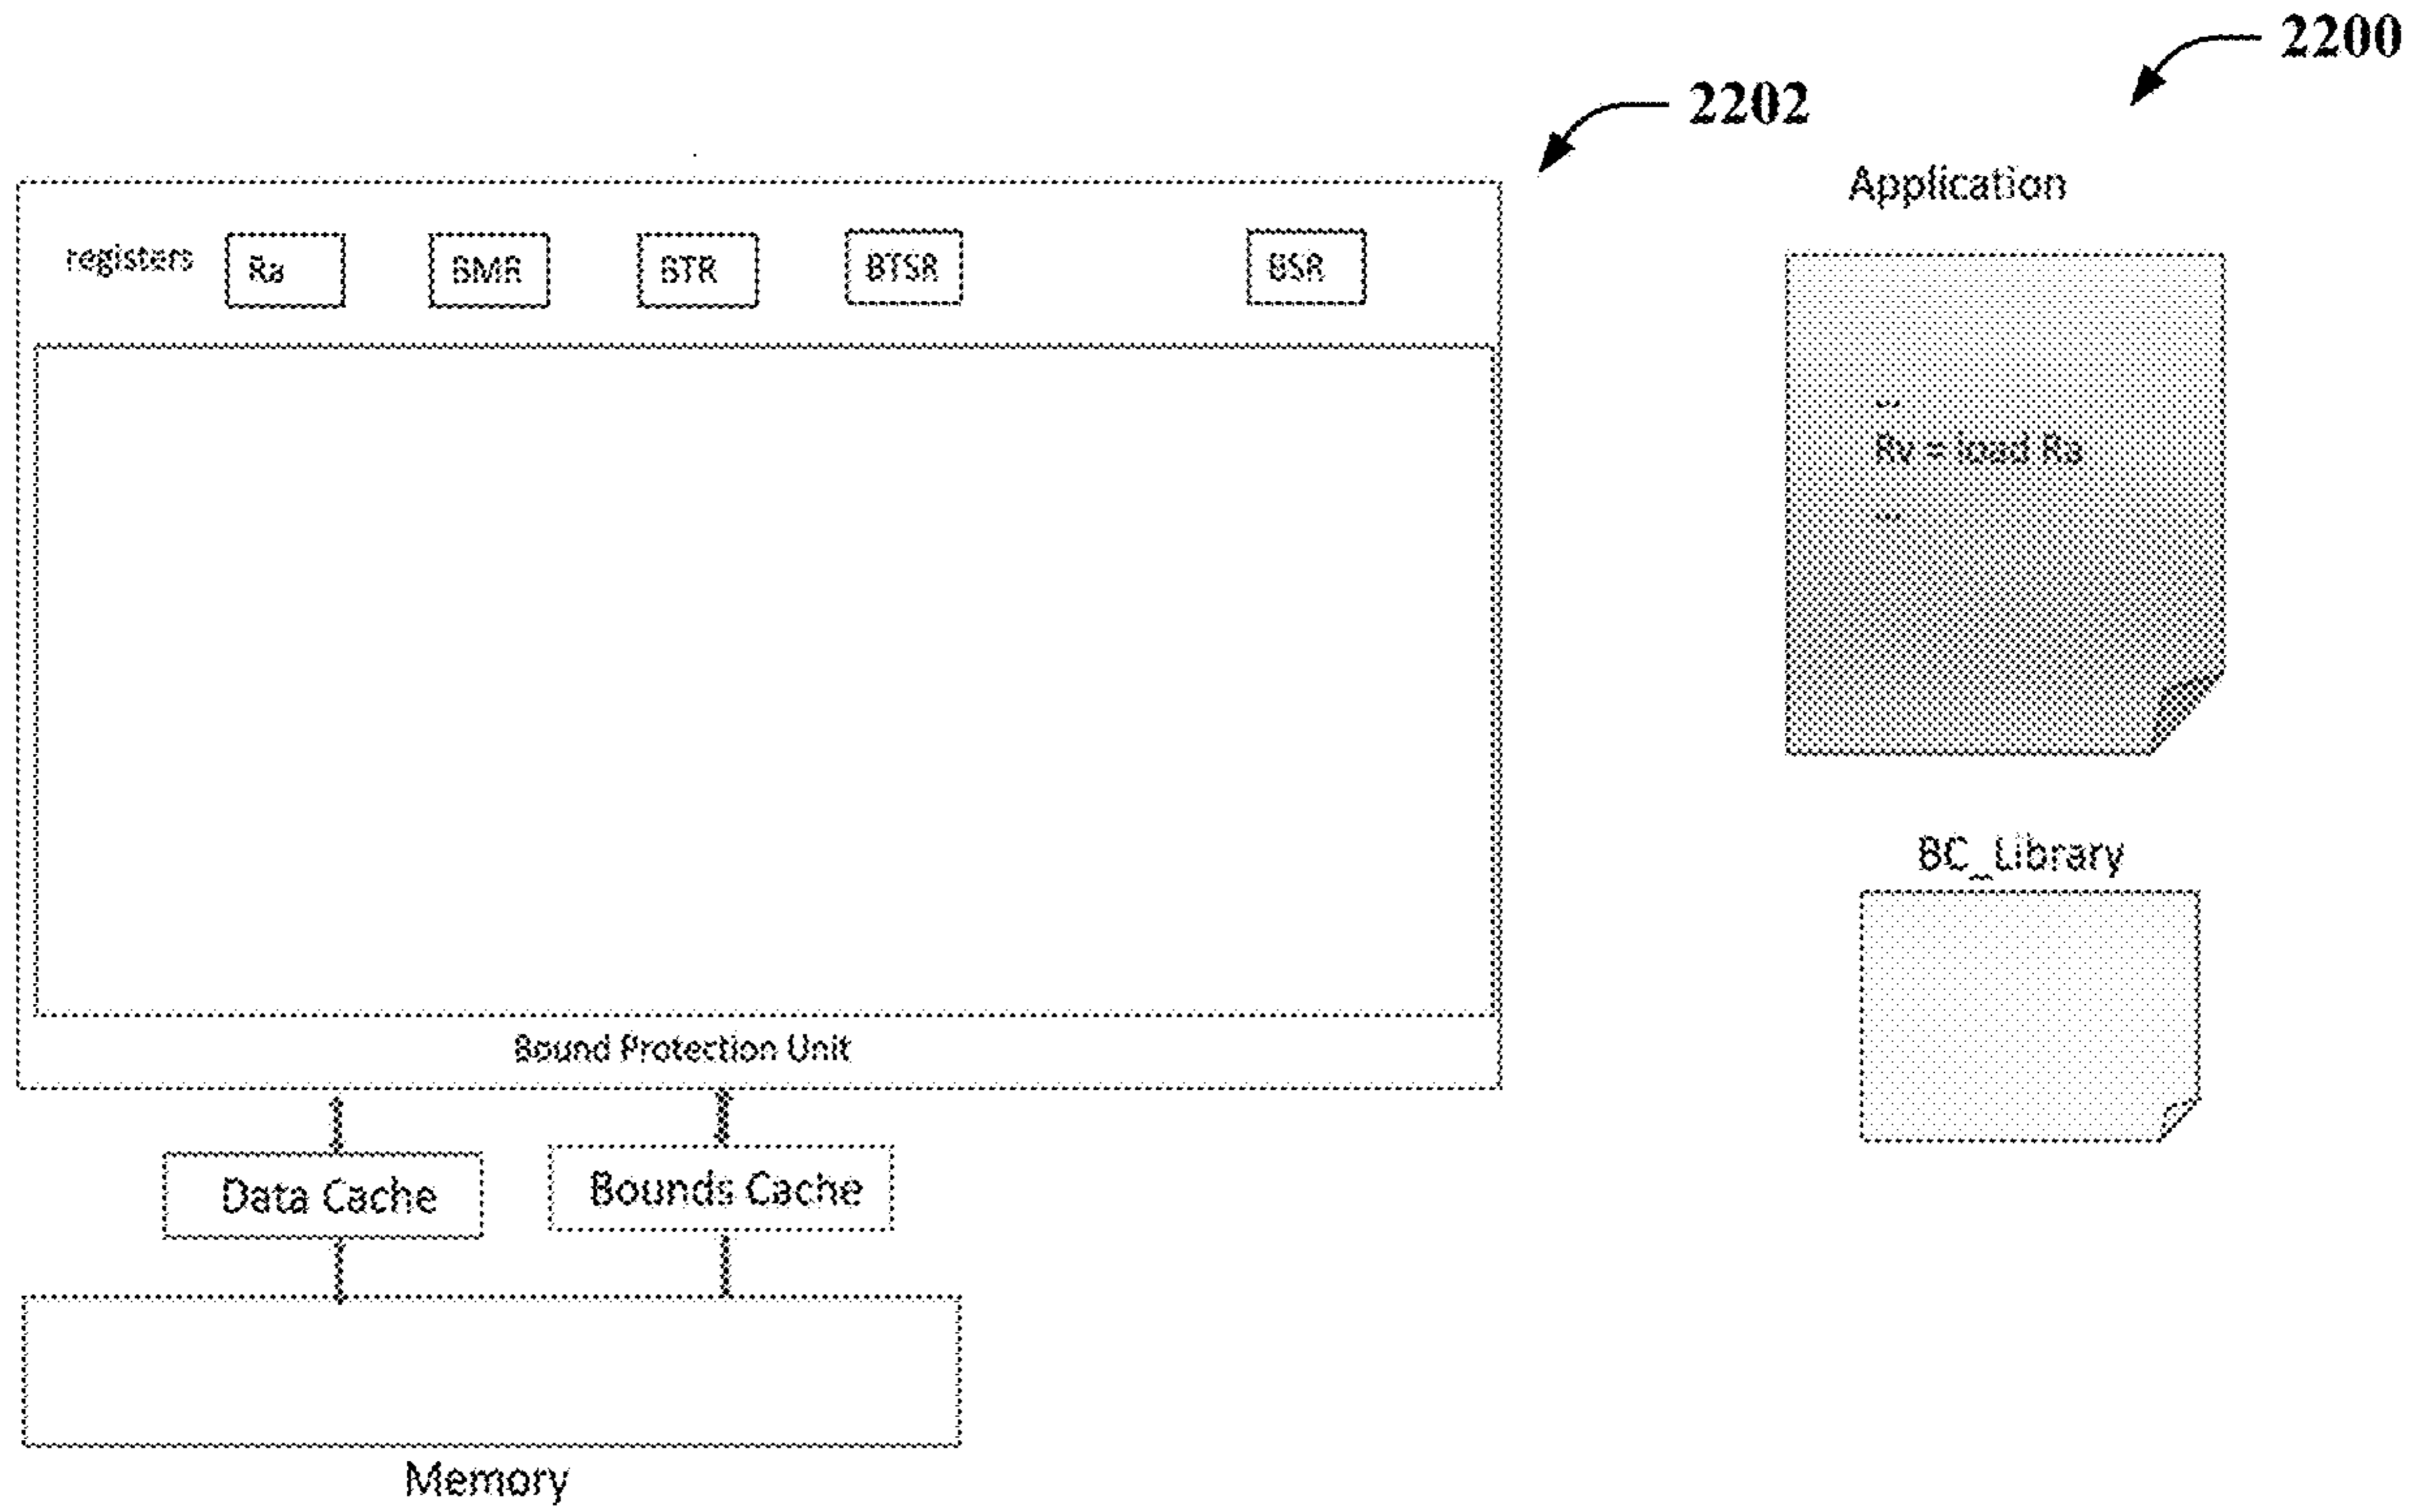 2200
2202
Application
registers Ra BMR BTR BTSR BSR
...
Rv = load Ra
...
BC_Library
Bound Protection Unit
Data Cache Bounds Cache
Memory